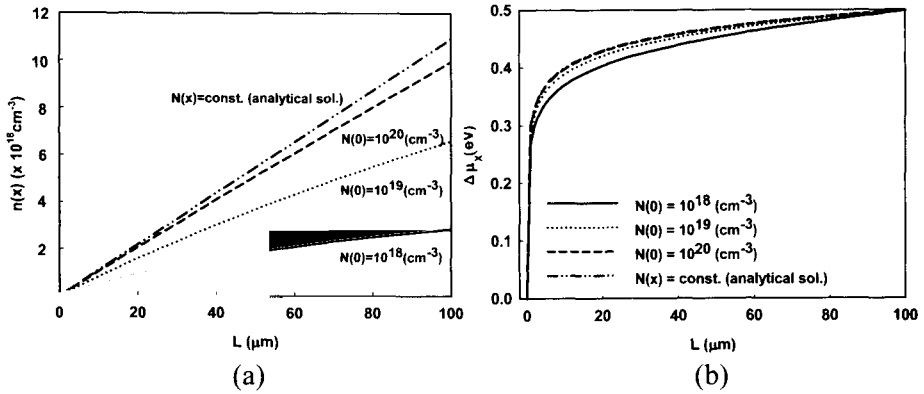 12
10
8
6
4
2
n(x) (x 10^18 cm^-3)
N(x)=const. (analytical sol.)
N(0)=10^20(cm^-3)
N(0)=10^19(cm^-3)
N(0)=10^18(cm^-3)
0 20 40 60 80 100
L (μm)
(a)
0.5
0.4
0.3
0.2
0.1
0.0
Δ μ_x(eV)
N(0) = 10^18 (cm^-3)
N(0) = 10^19 (cm^-3)
N(0) = 10^20 (cm^-3)
N(x) = const. (analytical sol.)
0 20 40 60 80 100
L (μm)
(b)